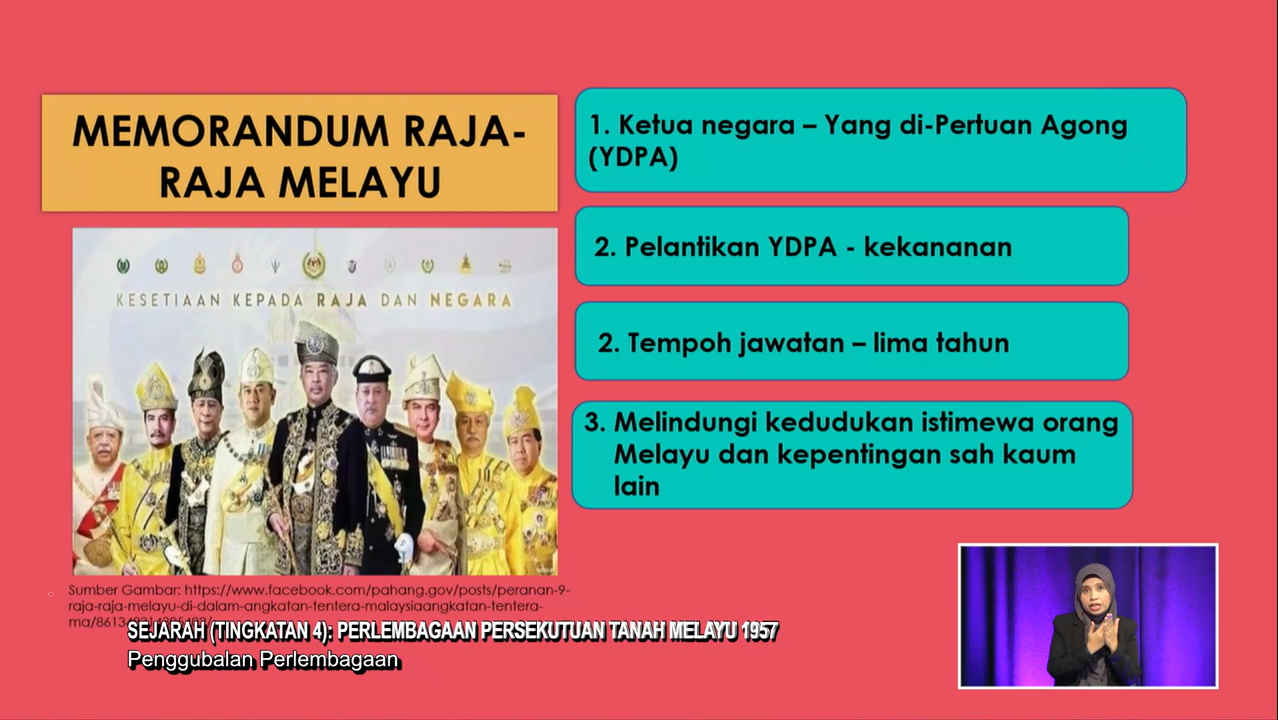 MEMORANDUM RAJA-
RAJA MELAYU
KESETIAAN KEPADA RAJA DAN NEGARA
Sumber Gambar: https://www.facebook.com/pahang.gov/posts/peranan-9-
raja-raja-melayu-di-dalam-angkatan-tentera-malaysiaangkatan-tentera-
1. Ketua negara – Yang di-Pertuan Agong
(YDPA)
2. Pelantikan YDPA - kekananan
2. Tempoh jawatan – lima tahun
3. Melindungi kedudukan istimewa orang
Melayu dan kepentingan sah kaum
lain
SEJARAH (TINGKATAN 4): PERLEMBAGAAN PERSEKUTUAN TANAH MELAYU 1957
Penggubalan Perlembagaan